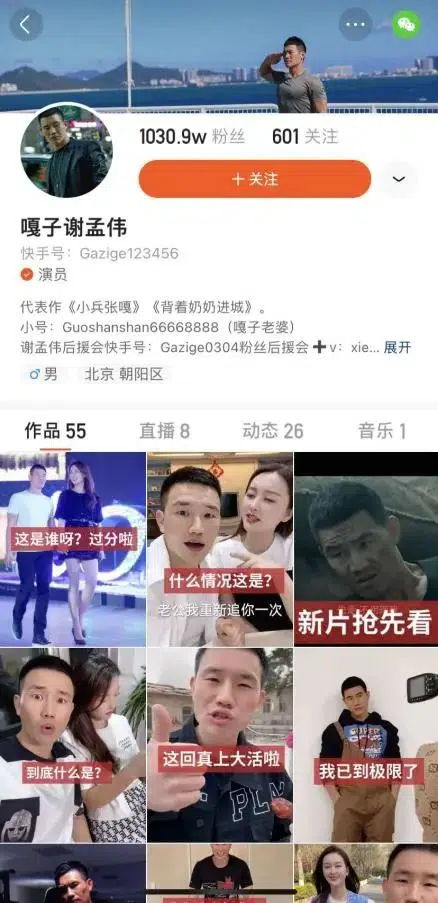 1030.9w 粉丝 601 关注
+关注
嘎子谢孟伟
快手号：Gazige123456
演员
代表作《小兵张嘎》《背着奶奶进城》。
小号：Guoshanshan66668888（嘎子老婆）
谢孟伟后援会快手号：Gazige0304粉丝后援会➕v：xie... 展开
♂男 北京 朝阳区
作品 55 直播 8 动态 26 音乐 1
这是谁呀？过分啦
什么情况这是？
老公我重新追你一次
新片抢先看
到底什么是？
这回真上大活啦
我已到极限了